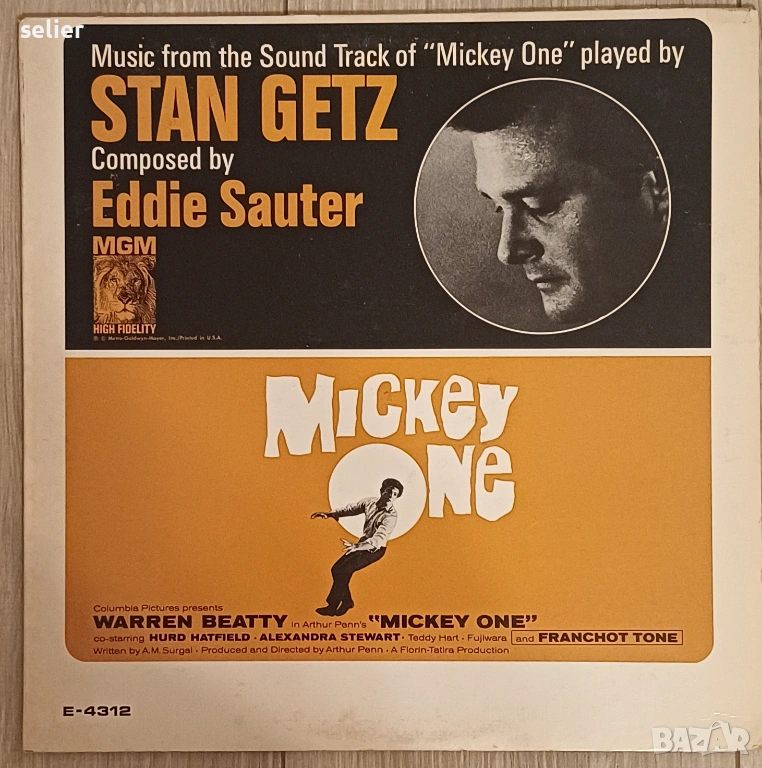 selier
Music from the Sound Track of "Mickey One" played by
STAN GETZ
Composed by
Eddie Sauter
MGM
HIGH FIDELITY
℗ © Metro-Goldwyn-Mayer, Inc./Printed in U.S.A.
MICKEY
ONE
Columbia Pictures presents
WARREN BEATTY in Arthur Penn's "MICKEY ONE"
co-starring HURD HATFIELD · ALEXANDRA STEWART · Teddy Hart · Fujiwara and FRANCHOT TONE
Written by A.M. Surgal · Produced and Directed by Arthur Penn · A Florin-Tatira Production
E-4312
BAZAR